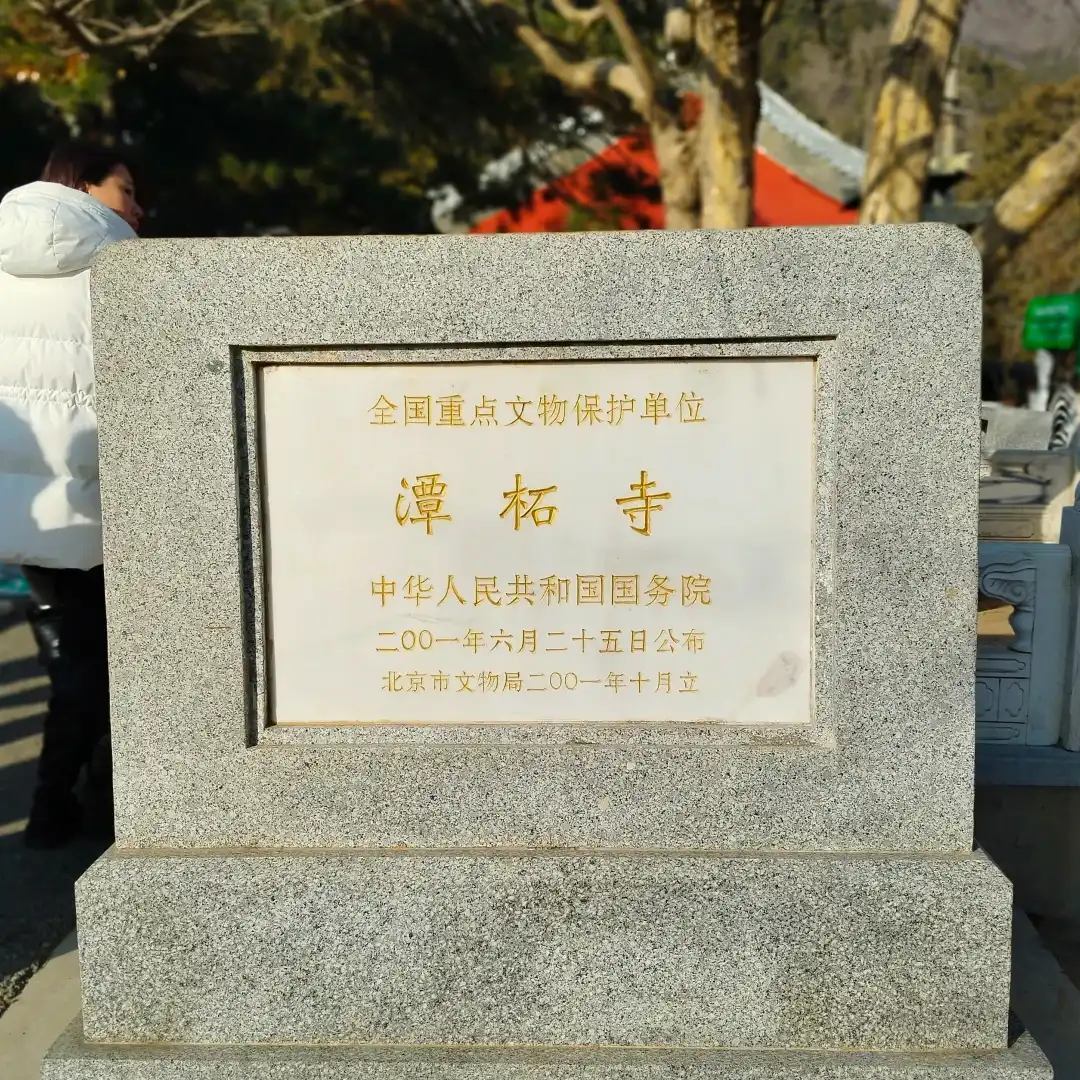 全国重点文物保护单位
潭柘寺
中华人民共和国国务院
二〇〇一年六月二十五日公布
北京市文物局二〇〇一年十月立